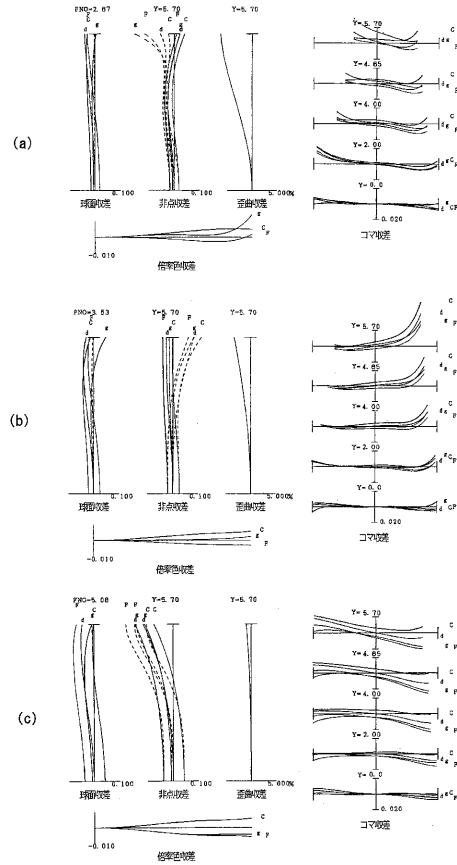 (a)
FNO=2.87 Y=5.70 Y=5.70
F
C
d g
g F F C
g
d
0.100 0.100 5.000%
球面収差 非点収差 歪曲収差
-0.010
g
C
F
倍率色収差
Y=5.70
d g C F
Y=4.85
d g C F
Y=4.00
d g C F
Y=2.00
d g C F
Y=0.0
d g C F
0.020
コマ収差
(b)
FNO=3.53 Y=5.70 Y=5.70
F
C
d g
F F C
d g C d g
0.100 0.100 5.000%
球面収差 非点収差 歪曲収差
-0.010
C
g
F
倍率色収差
Y=5.70
C
d g F
Y=4.85
C
d g F
Y=4.00
C
d g F
Y=2.00
d g C F
Y=0.0
d g C F
0.020
コマ収差
(c)
FNO=5.08 Y=5.70 Y=5.70
F g
d C
F F g g C C
d d
0.100 0.100 5.000%
球面収差 非点収差 歪曲収差
-0.010
C
g F
倍率色収差
Y=5.70
C
d g F
Y=4.85
C
d g F
Y=4.00
C
d g F
Y=2.00
C
d g F
Y=0.0
d g C F
0.020
コマ収差